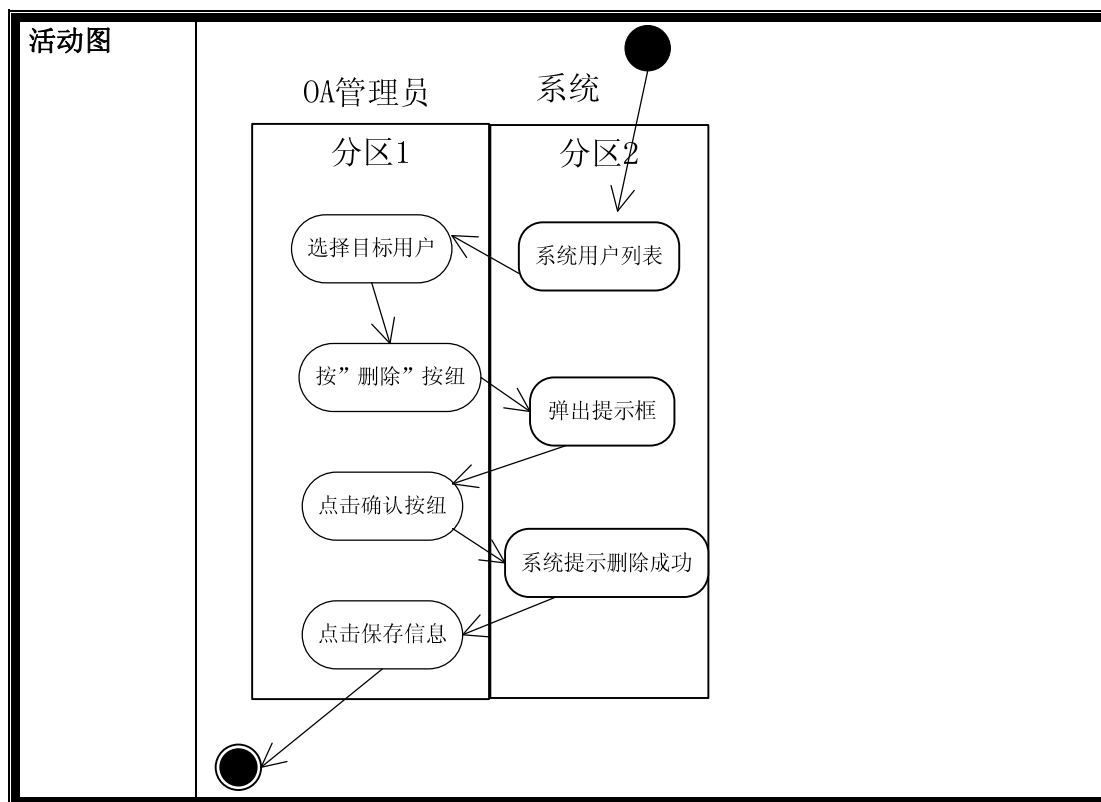 活动图
OA管理员
系统
分区1
分区2
选择目标用户
系统用户列表
按”删除”按纽
弹出提示框
点击确认按纽
系统提示删除成功
点击保存信息